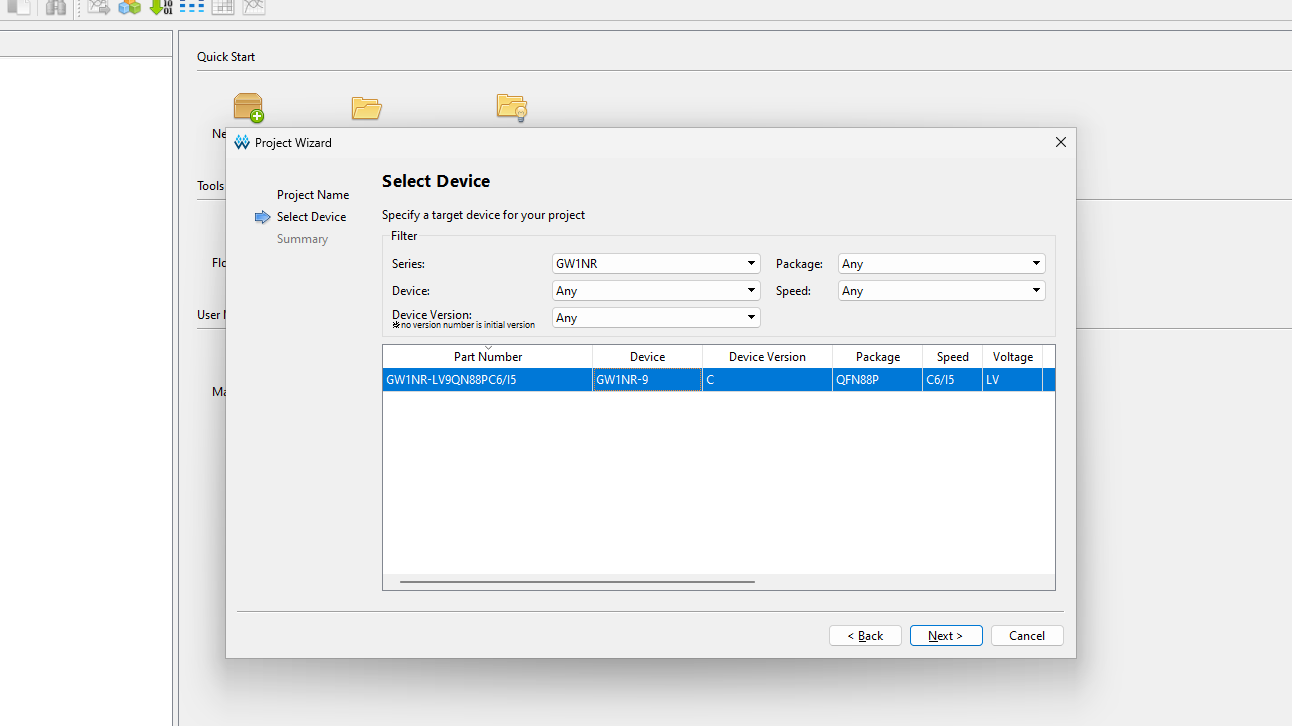 Quick Start
Ne
Tools
Flo
User M
Ma
Project Wizard
Project Name
Select Device
Summary
Select Device
Specify a target device for your project
Filter
Series: GW1NR Package: Any
Device: Any Speed: Any
Device Version: Any
*no version number is initial version
Part Number Device Device Version Package Speed Voltage
GW1NR-LV9QN88PC6/I5 GW1NR-9 C QFN88P C6/I5 LV
< Back Next > Cancel